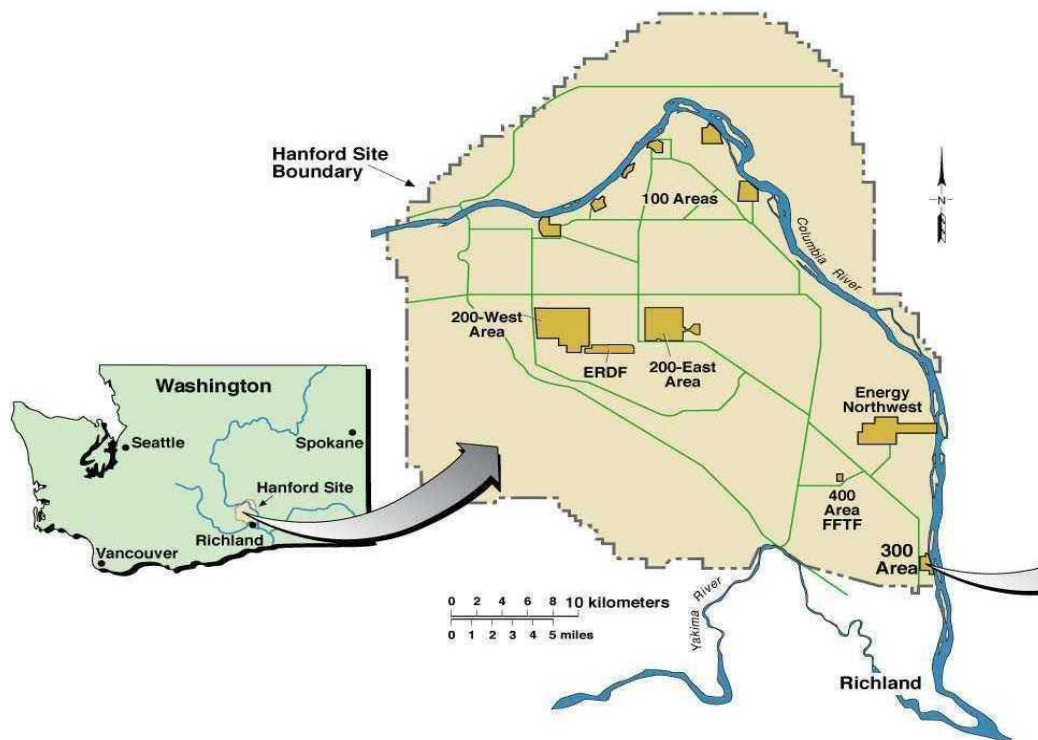 Hanford Site
Boundary
100 Areas
N
Columbia River
200-West
Area
ERDF
200-East
Area
Energy
Northwest
400
Area
FFTF
300
Area
Washington
Seattle
Spokane
Hanford Site
Richland
Vancouver
0 2 4 6 8 10 kilometers
0 1 2 3 4 5 miles
Yakima River
Richland